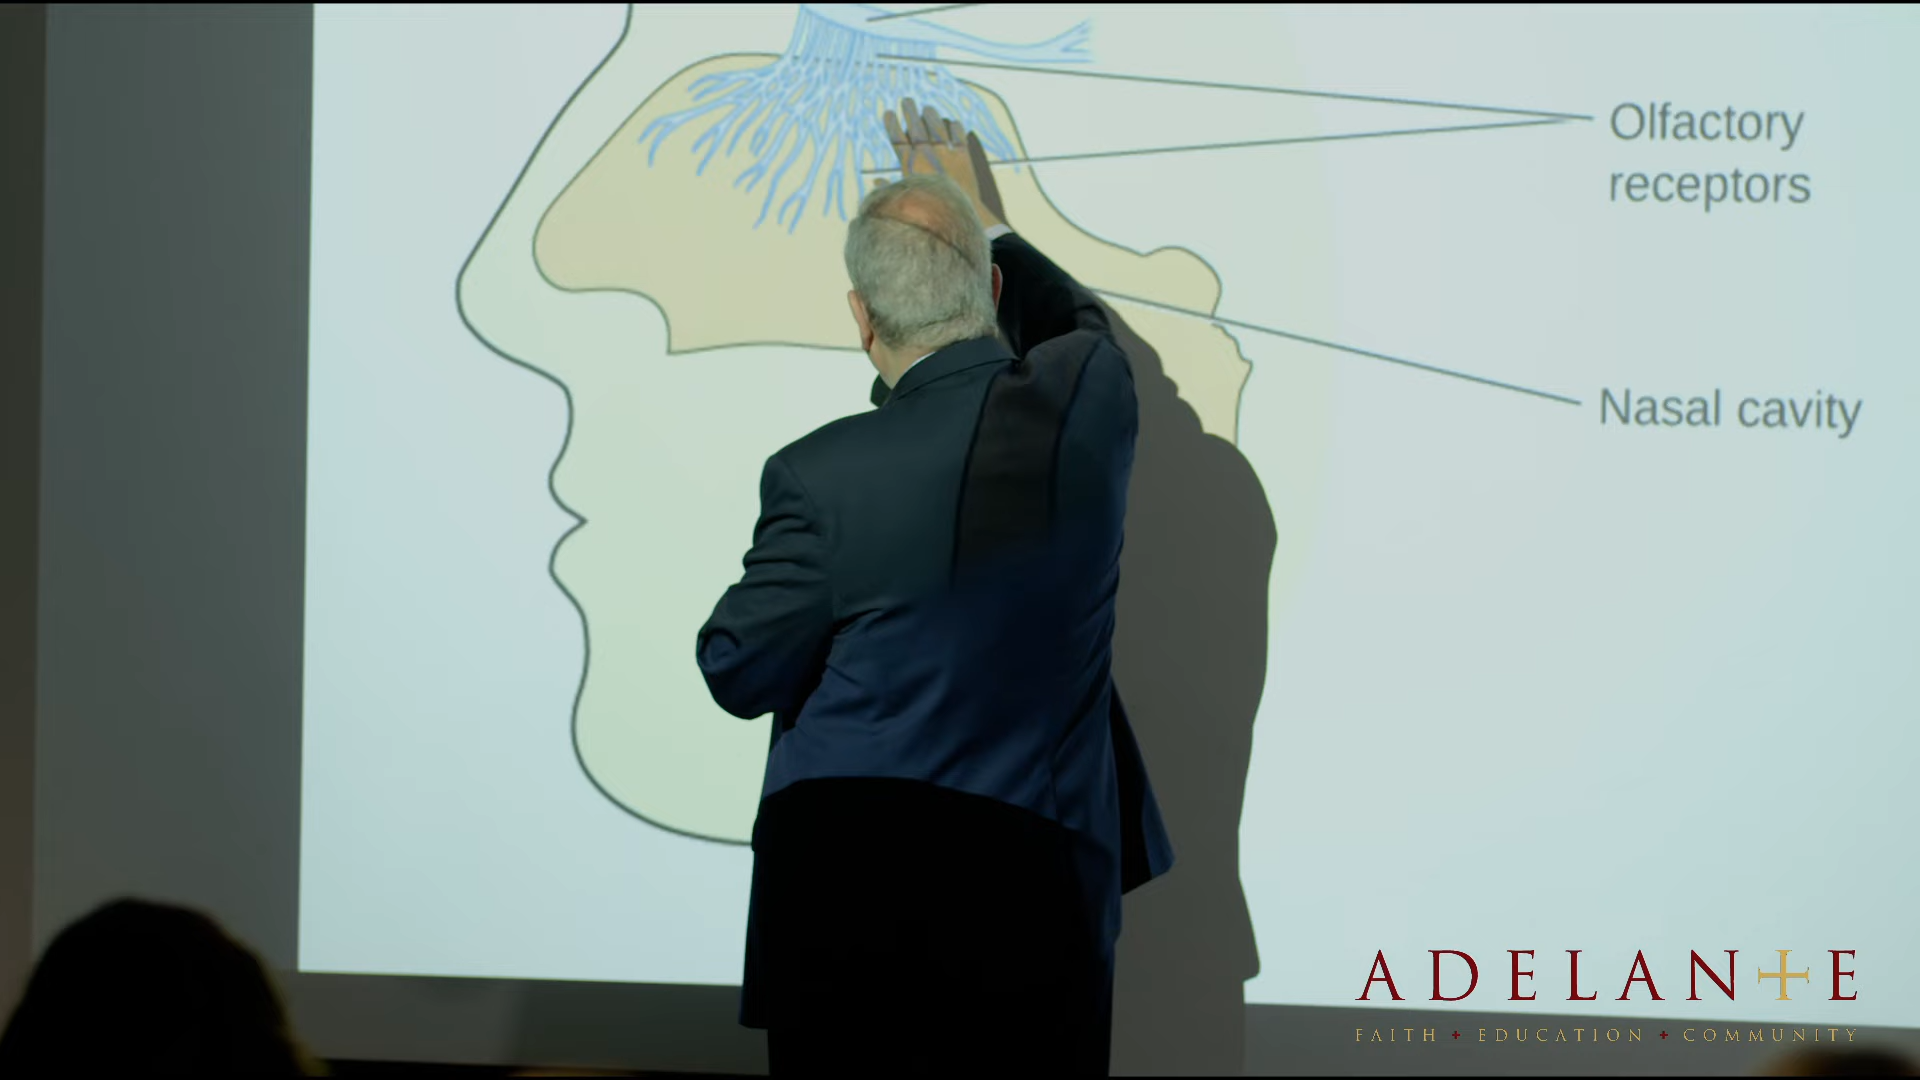 Olfactory
receptors
Nasal cavity
ADELANTE
FAITH + EDUCATION + COMMUNITY